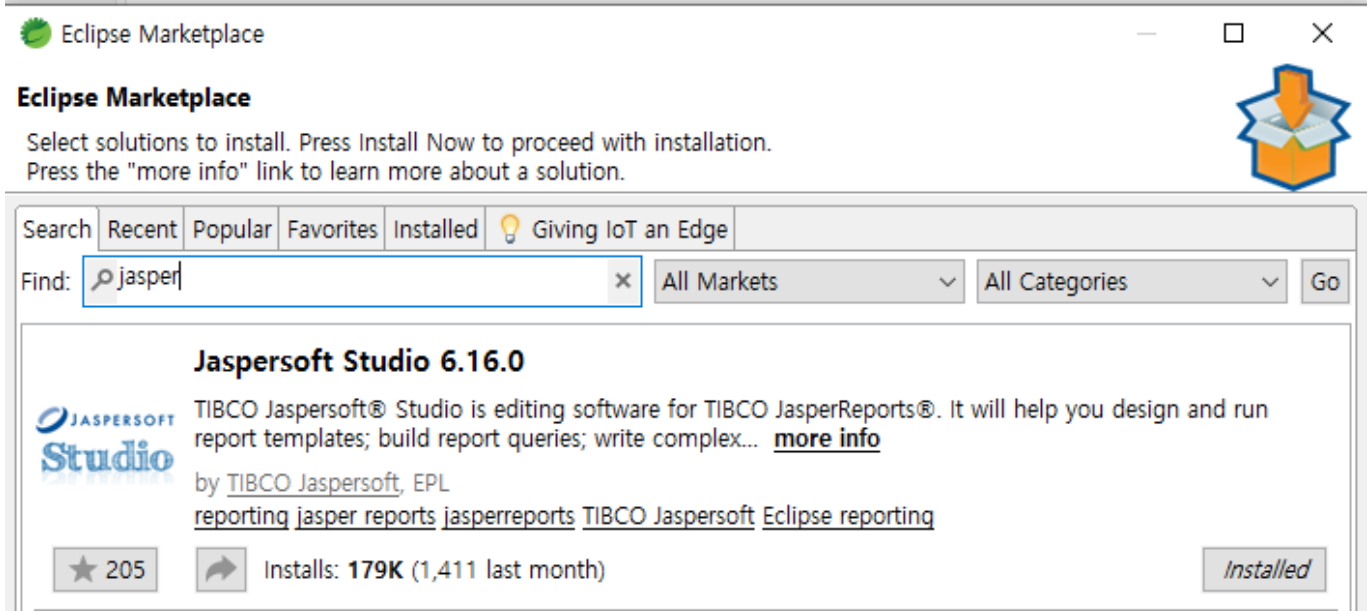 Eclipse Marketplace
Eclipse Marketplace
Select solutions to install. Press Install Now to proceed with installation.
Press the "more info" link to learn more about a solution.
Search Recent Popular Favorites Installed Giving IoT an Edge
Find: jasper All Markets All Categories Go
Jaspersoft Studio 6.16.0
JASPERSOFT
Studio
TIBCO Jaspersoft® Studio is editing software for TIBCO JasperReports®. It will help you design and run
report templates; build report queries; write complex... more info
by TIBCO Jaspersoft, EPL
reporting jasper reports jasperreports TIBCO Jaspersoft Eclipse reporting
205 Installs: 179K (1,411 last month) Installed